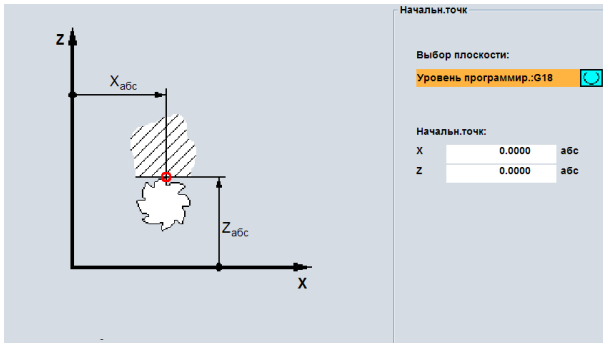 Начальн.точк
Z
Xабс
Выбор плоскости:
Уровень программир.:G18
Начальн.точк:
X 0.0000 абс
Z 0.0000 абс
Zабс
X